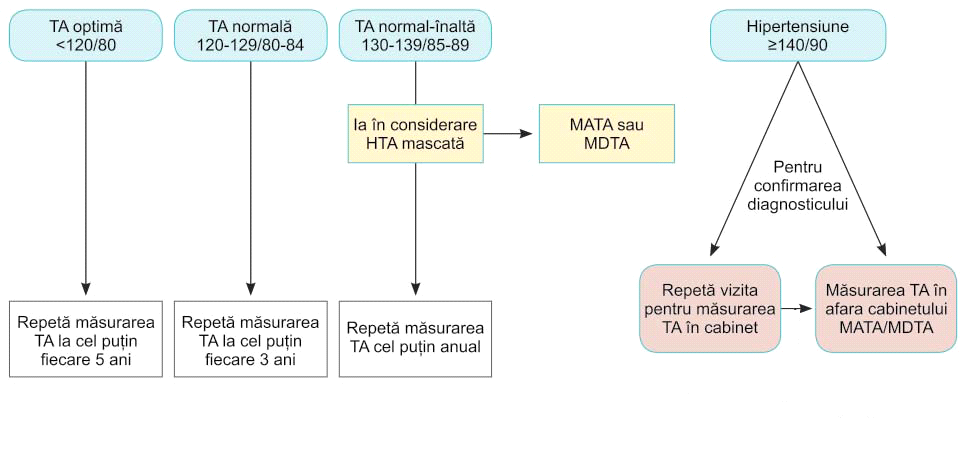 TA optimă
<120/80
TA normală
120-129/80-84
TA normal-înaltă
130-139/85-89
Hipertensiune
≥140/90
Ia în considerare
HTA mascată
MATA sau
MDTA
Pentru
confirmarea
diagnosticului
Repetă măsurarea
TA la cel puțin
fiecare 5 ani
Repetă măsurarea
TA la cel puțin
fiecare 3 ani
Repetă măsurarea
TA cel puțin anual
Repetă vizita
pentru măsurarea
TA în cabinet
Măsurarea TA în
afara cabinetului
MATA/MDTA